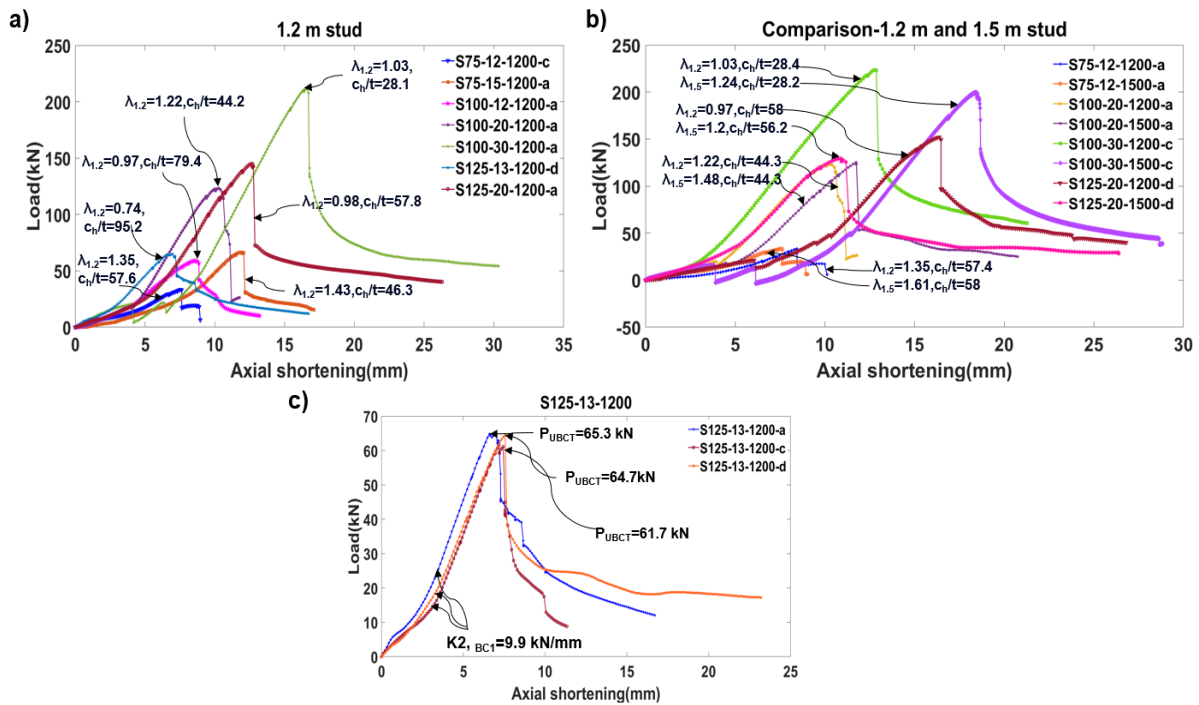 a)
1.2 m stud
250
200
150
100
50
0
0
5
10
15
20
25
30
35
Load(kN)
Axial shortening(mm)
S75-12-1200-c
S75-15-1200-a
S100-12-1200-a
S100-20-1200-a
S100-30-1200-a
S125-13-1200-d
S125-20-1200-a
λ1.2=1.03,
ch/t=28.1
λ1.2=1.22,ch/t=44.2
λ1.2=0.97,ch/t=79.4
λ1.2=0.74,
ch/t=95.2
λ1.2=1.35,
ch/t=57.6
λ1.2=0.98,ch/t=57.8
λ1.2=1.43,ch/t=46.3
b)
Comparison-1.2 m and 1.5 m stud
250
200
150
100
50
0
-50
0
5
10
15
20
25
30
Load(kN)
Axial shortening(mm)
S75-12-1200-a
S75-12-1500-a
S100-20-1200-a
S100-20-1500-a
S100-30-1200-c
S100-30-1500-c
S125-20-1200-d
S125-20-1500-d
λ1.2=1.03,ch/t=28.4
λ1.5=1.24,ch/t=28.2
λ1.2=0.97,ch/t=58
λ1.5=1.2,ch/t=56.2
λ1.2=1.22,ch/t=44.3
λ1.5=1.48,ch/t=44.3
λ1.2=1.35,ch/t=57.4
λ1.5=1.61,ch/t=58
c)
S125-13-1200
70
60
50
40
30
20
10
0
0
5
10
15
20
25
Load(kN)
Axial shortening(mm)
S125-13-1200-a
S125-13-1200-c
S125-13-1200-d
PUBCT=65.3 kN
PUBCT=64.7kN
PUBCT=61.7 kN
K2, BC1=9.9 kN/mm